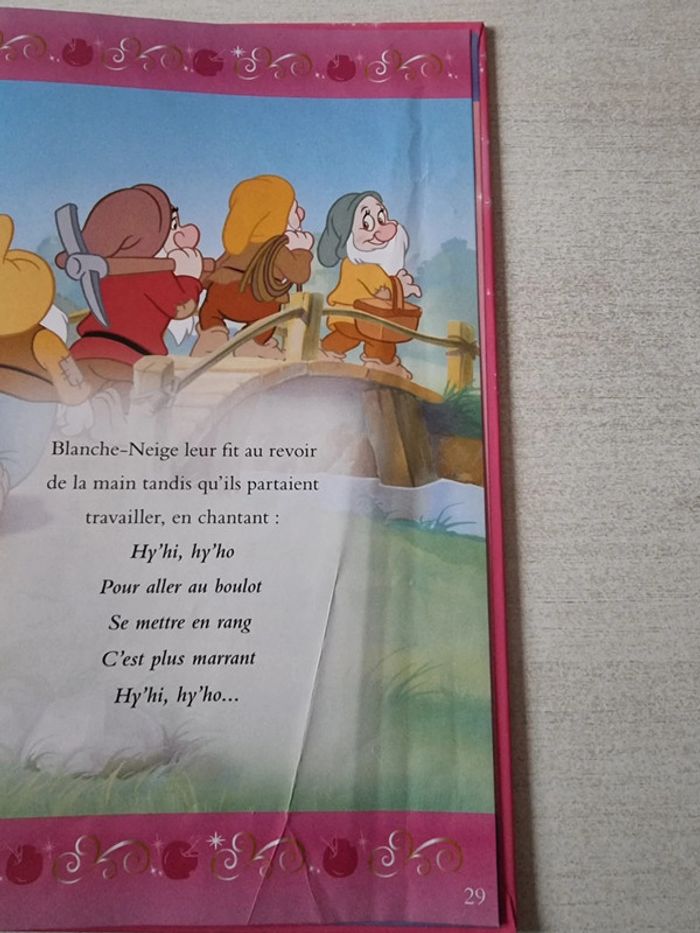 Blanche-Neige leur fit au revoir
de la main tandis qu'ils partaient
travailler, en chantant :
Hy'hi, hy'ho
Pour aller au boulot
Se mettre en rang
C'est plus marrant
Hy'hi, hy'ho...
29